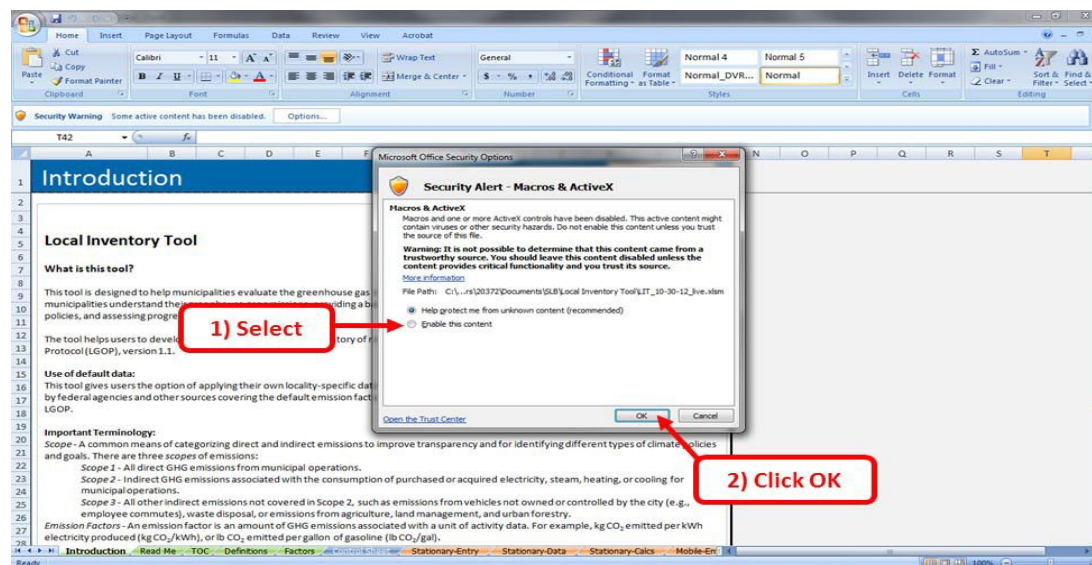 Home Insert Page Layout Formulas Data Review View Acrobat
Cut
Copy
Format Painter
Paste
Calibri 11
Wrap Text
Merge & Center
General
Conditional Formatting
Format as Table
Normal 4 Normal 5
Normal_DVR... Normal
Insert Delete Format
AutoSum
Fill
Clear
Sort & Filter
Find & Select
Clipboard Font Alignment Number Styles Cells Editing
Security Warning Some active content has been disabled. Options...
T42 fx
A B C D E F N O P Q R S T
Introduction
Local Inventory Tool
What is this tool?
This tool is designed to help municipalities evaluate the greenhouse gas
municipalities understand
policies, and assessing
The tool helps users to
Protocol (LGOP), version 1.1.
Use of default data:
This tool gives users the option of applying their own locality-specific
by federal agencies and other sources covering the default emission
LGOP.
Important Terminology:
Scope - A common means of categorizing direct and indirect emissions to improve transparency and for identifying different types of climate policies
and goals. There are three scopes of emissions:
Scope 1 - All direct GHG emissions from municipal operations.
Scope 2 - Indirect GHG emissions associated with the consumption of purchased or acquired electricity, steam, heating, or cooling for
municipal operations.
Scope 3 - All other indirect emissions not covered in Scope 2, such as emissions from vehicles not owned or controlled by the city (e.g.,
employee commutes), waste disposal, or emissions from agriculture, land management, and urban forestry.
Emission Factors - An emission factor is an amount of GHG emissions associated with a unit of activity data. For example, kg CO₂ emitted per kWh
electricity produced (kg CO₂/kWh), or lb CO₂ emitted per gallon of gasoline (lb CO₂/gal).
Microsoft Office Security Options
Security Alert - Macros & ActiveX
Macros & ActiveX
Macros and one or more ActiveX controls have been disabled. This active content might
contain viruses or other security hazards. Do not enable this content unless you trust
the source of this file.
Warning: It is not possible to determine that this content came from a
trustworthy source. You should leave this content disabled unless the
content provides critical functionality and you trust its source.
More information
File Path: C:\...rs\20372\Documents\SLB\Local Inventory Tool\LIT_10-30-12_live.xlsm
Help protect me from unknown content (recommended)
Enable this content
Open the Trust Center
OK Cancel
1) Select
2) Click OK
Introduction Read Me TOC Definitions Factors Control Sheet Stationary-Entry Stationary-Data Stationary-Calcs Mobile-En
Ready 100%